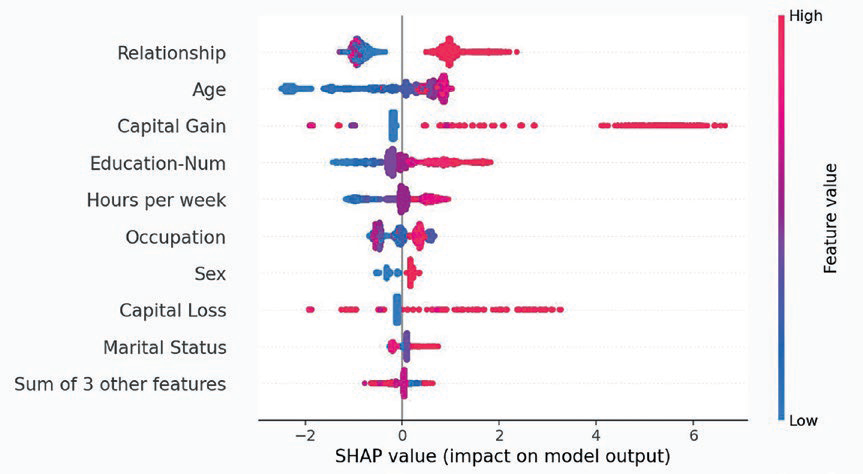 High
Relationship
Age
Capital Gain
Education-Num
Hours per week
Occupation
Sex
Capital Loss
Marital Status
Sum of 3 other features
Feature value
Low
−2 0 2 4 6
SHAP value (impact on model output)